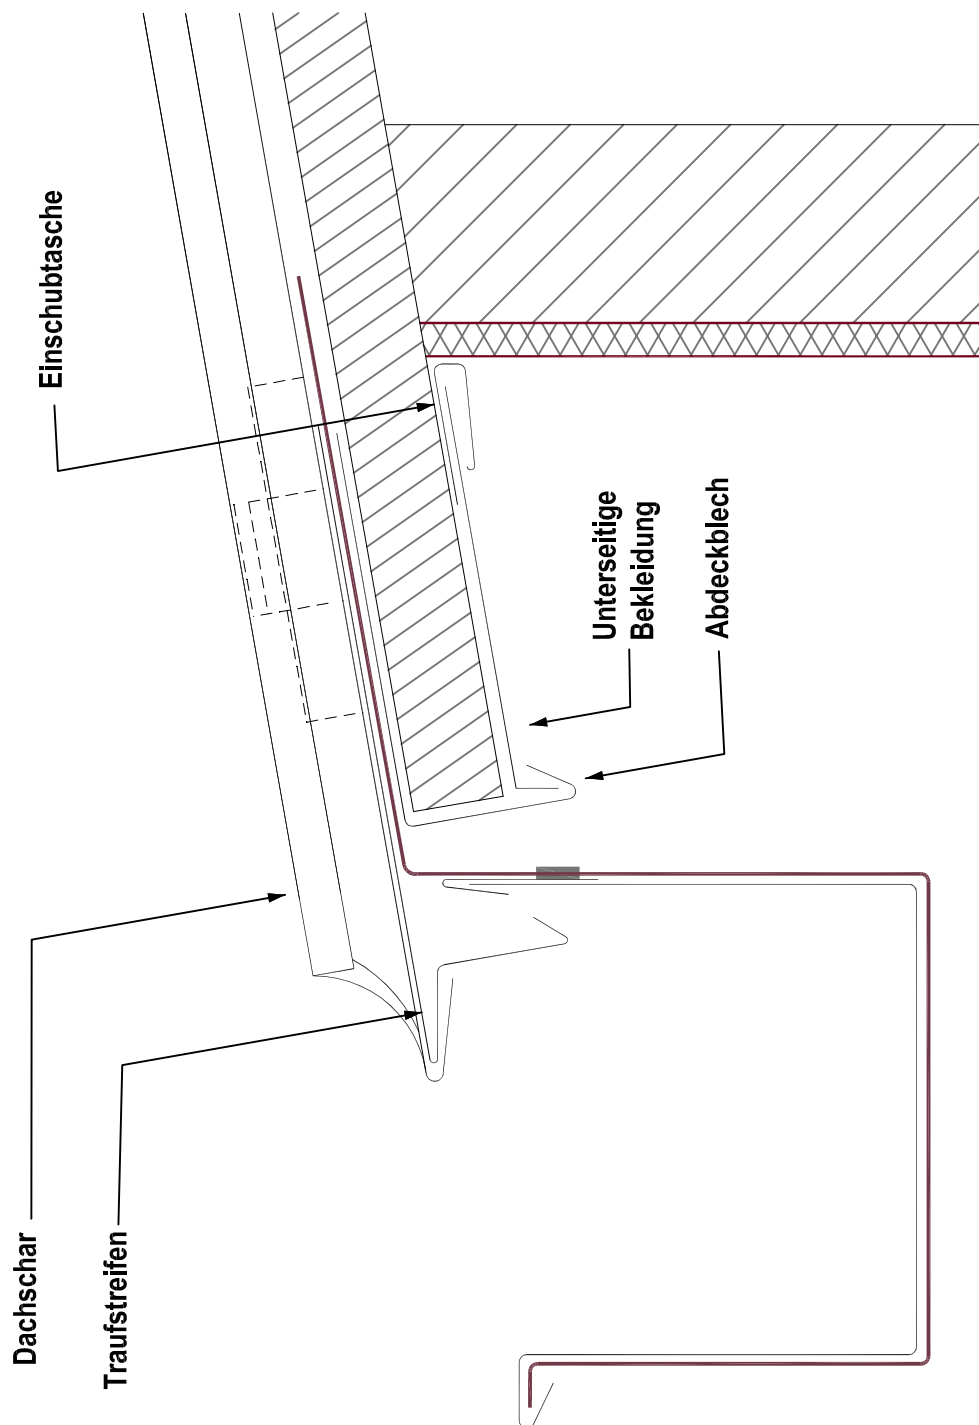 Dachschar
Traufstreifen
Einschubtasche
Unterseitige
Bekleidung
Abdeckblech